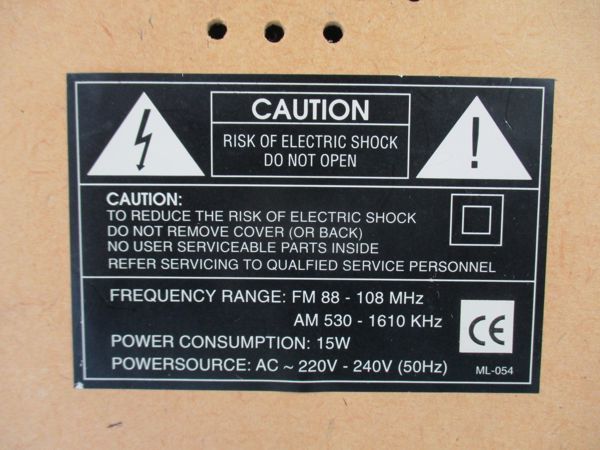 CAUTION
RISK OF ELECTRIC SHOCK
DO NOT OPEN
!
CAUTION:
TO REDUCE THE RISK OF ELECTRIC SHOCK
DO NOT REMOVE COVER (OR BACK)
NO USER SERVICEABLE PARTS INSIDE
REFER SERVICING TO QUALFIED SERVICE PERSONNEL
FREQUENCY RANGE: FM 88 - 108 MHz
AM 530 - 1610 KHz
POWER CONSUMPTION: 15W
POWERSOURCE: AC ~ 220V - 240V (50Hz)
CE
ML-054